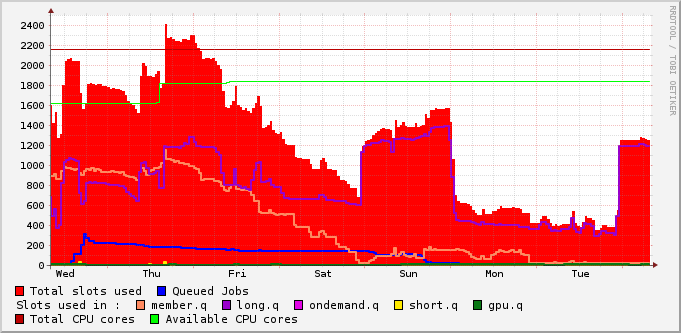 RRDTOOL / TOBI OETIKER
2400
2200
2000
1800
1600
1400
1200
1000
800
600
400
200
0
Wed Thu Fri Sat Sun Mon Tue
Total slots used Queued Jobs
Slots used in : member.q long.q ondemand.q short.q gpu.q
Total CPU cores Available CPU cores